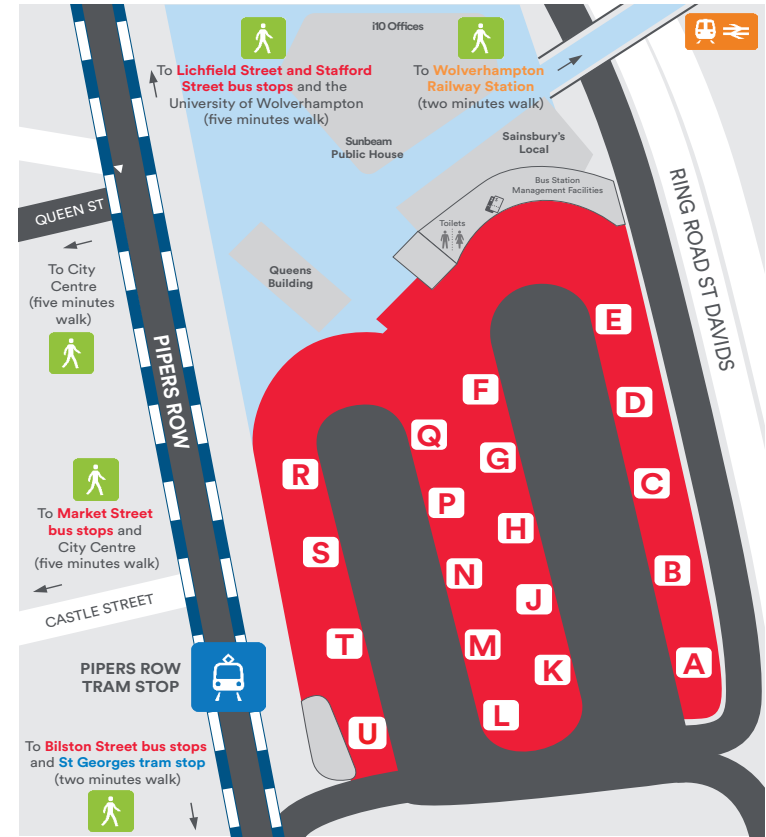 i10 Offices
To Lichfield Street and Stafford
Street bus stops and the
University of Wolverhampton
(five minutes walk)
To Wolverhampton
Railway Station
(two minutes walk)
Sunbeam
Public House
Sainsbury's
Local
Bus Station
Management Facilities
Toilets
RING ROAD ST DAVIDS
QUEEN ST
To City
Centre
(five minutes
walk)
Queens
Building
PIPERS ROW
E
D
C
B
A
F
G
H
J
K
Q
P
N
M
L
R
S
T
U
To Market Street
bus stops and
City Centre
(five minutes walk)
CASTLE STREET
PIPERS ROW
TRAM STOP
To Bilston Street bus stops
and St Georges tram stop
(two minutes walk)